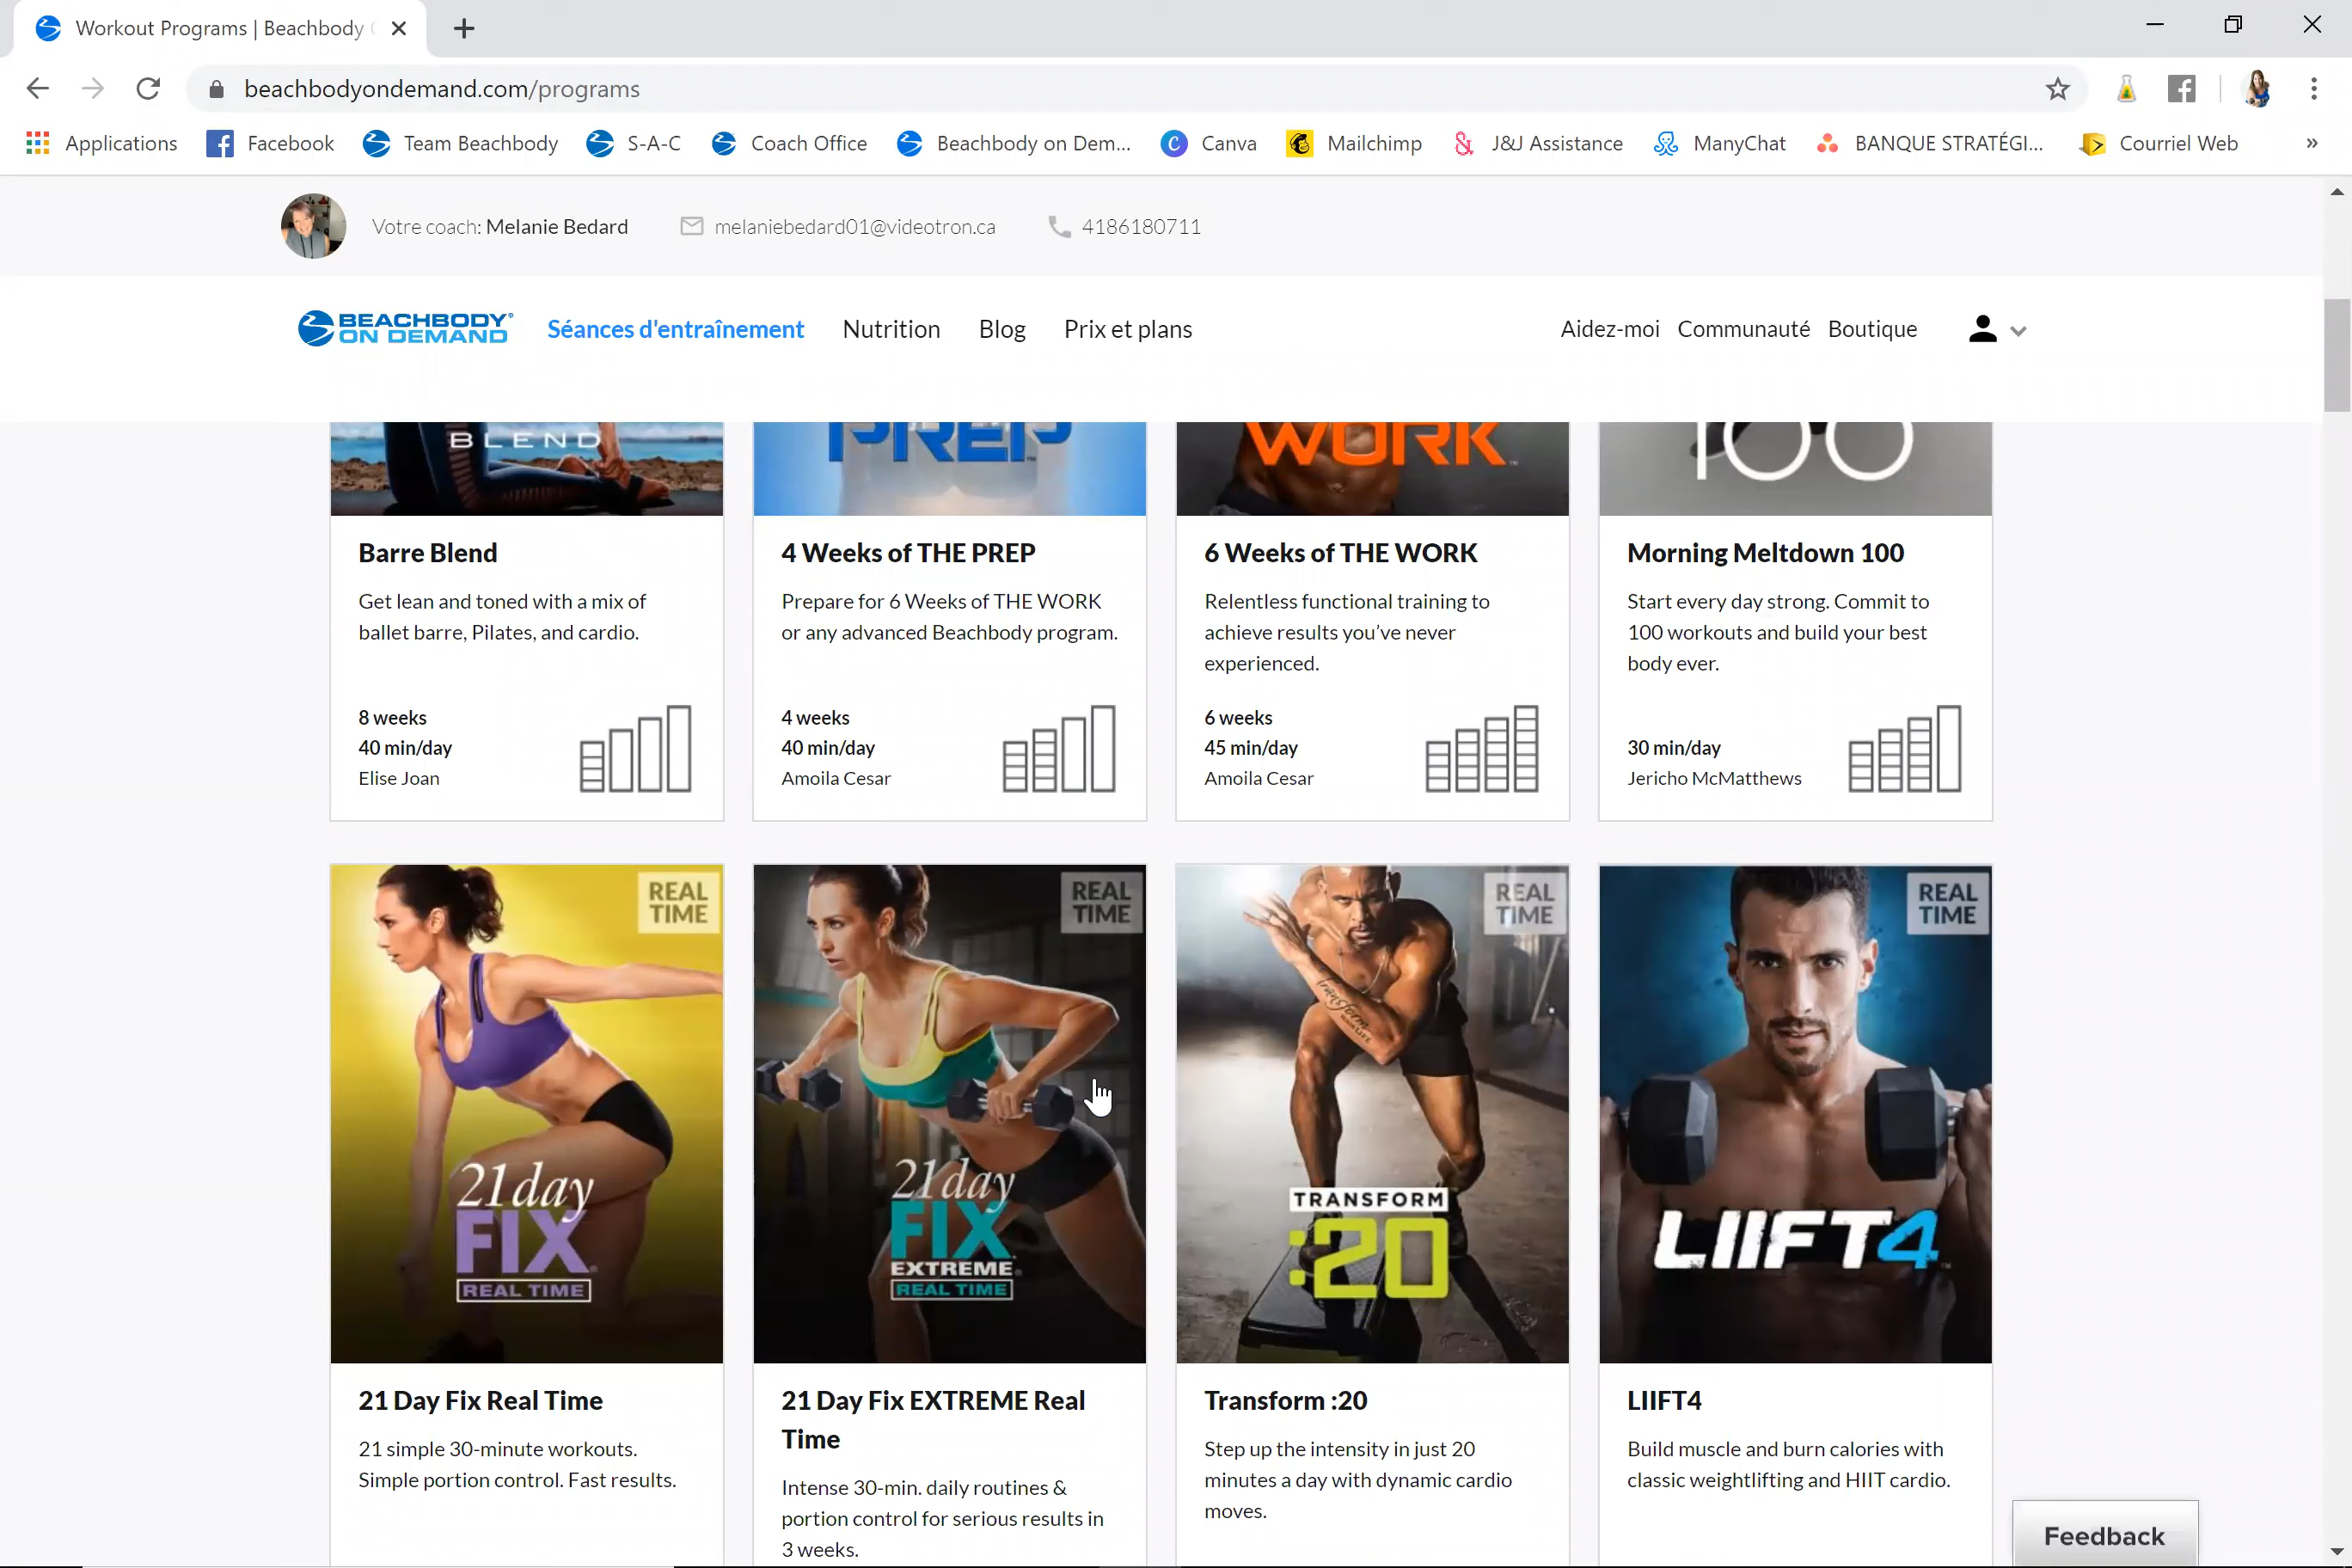 Workout Programs | Beachbody
beachbodyondemand.com/programs
Applications
Facebook
Team Beachbody
S-A-C
Coach Office
Beachbody on Dem...
Canva
Mailchimp
J&J Assistance
ManyChat
BANQUE STRATÉGI...
Courriel Web
»
Votre coach: Melanie Bedard
melaniebedard01@videotron.ca
4186180711
BEACHBODY®
ON DEMAND
Séances d'entraînement
Nutrition
Blog
Prix et plans
Aidez-moi
Communauté
Boutique
BLEND
PREP™
WORK™
100
Barre Blend
Get lean and toned with a mix of
ballet barre, Pilates, and cardio.
8 weeks
40 min/day
Elise Joan
4 Weeks of THE PREP
Prepare for 6 Weeks of THE WORK
or any advanced Beachbody program.
4 weeks
40 min/day
Amoila Cesar
6 Weeks of THE WORK
Relentless functional training to
achieve results you’ve never
experienced.
6 weeks
45 min/day
Amoila Cesar
Morning Meltdown 100
Start every day strong. Commit to
100 workouts and build your best
body ever.
30 min/day
Jericho McMatthews
REAL
TIME
21 day
FIX®
REAL TIME
REAL
TIME
21 day
FIX®
EXTREME®
REAL TIME
REAL
TIME
TRANSFORM
:20
REAL
TIME
LIIFT4™
21 Day Fix Real Time
21 simple 30-minute workouts.
Simple portion control. Fast results.
21 Day Fix EXTREME Real
Time
Intense 30-min. daily routines &
portion control for serious results in
3 weeks.
Transform :20
Step up the intensity in just 20
minutes a day with dynamic cardio
moves.
LIIFT4
Build muscle and burn calories with
classic weightlifting and HIIT cardio.
Feedback